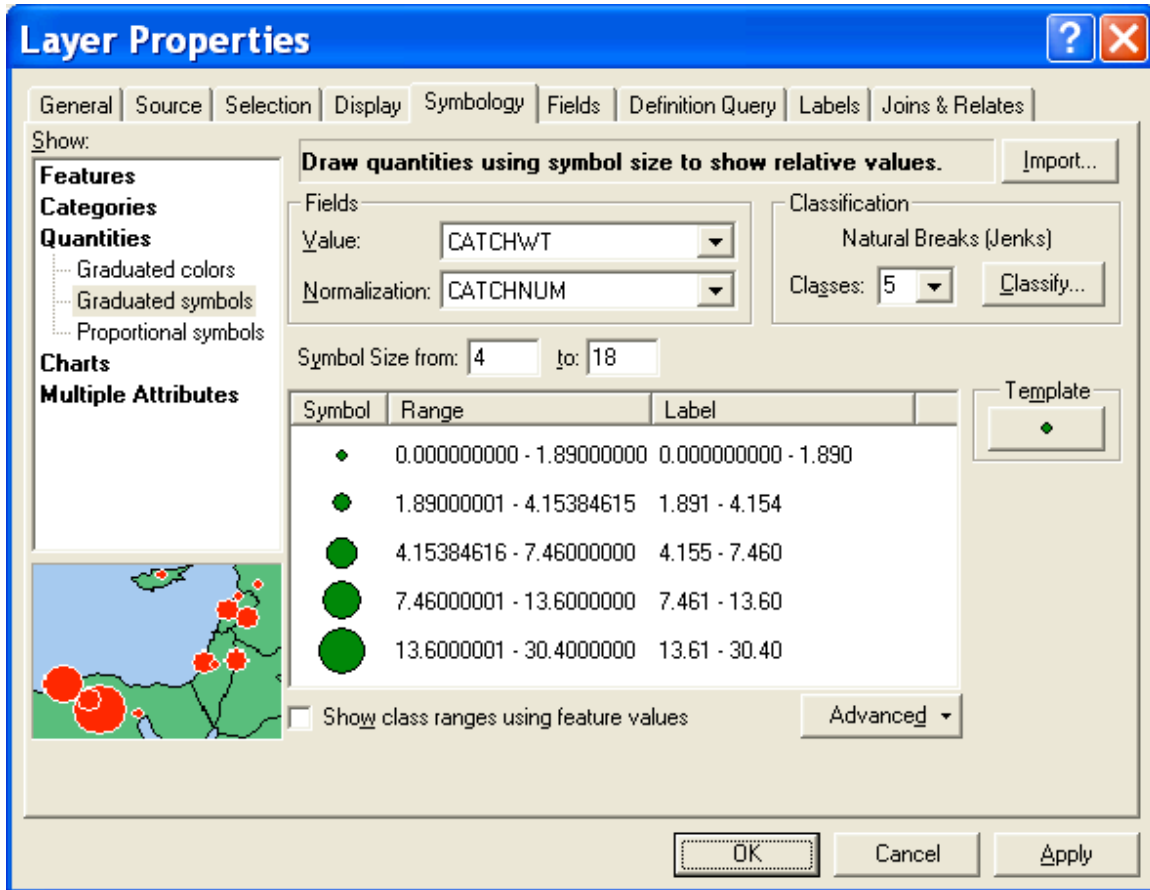 Layer Properties
General Source Selection Display Symbology Fields Definition Query Labels Joins & Relates
Show:
Features
Categories
Quantities
Graduated colors
Graduated symbols
Proportional symbols
Charts
Multiple Attributes
Draw quantities using symbol size to show relative values.
Import...
Fields
Value: CATCHWT
Normalization: CATCHNUM
Classification
Natural Breaks (Jenks)
Classes: 5 Classify...
Symbol Size from: 4 to: 18
Symbol Range Label
0.000000000 - 1.89000000 0.000000000 - 1.890
1.89000001 - 4.15384615 1.891 - 4.154
4.15384616 - 7.46000000 4.155 - 7.460
7.46000001 - 13.6000000 7.461 - 13.60
13.6000001 - 30.4000000 13.61 - 30.40
Template
Show class ranges using feature values
Advanced
OK Cancel Apply